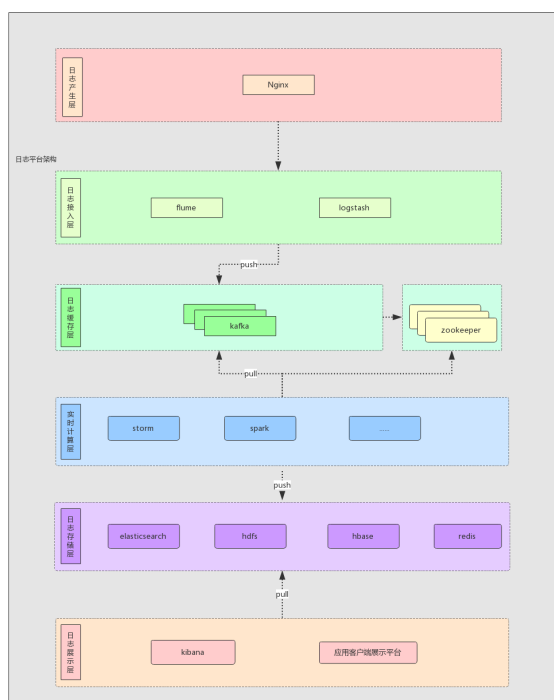 日志产生层
Nginx
日志平台架构
日志接入层
flume
logstash
push
日志缓存层
kafka
zookeeper
pull
实时计算层
storm
spark
......
push
日志存储层
elasticsearch
hdfs
hbase
redis
pull
日志展示层
kibana
应用客户端展示平台